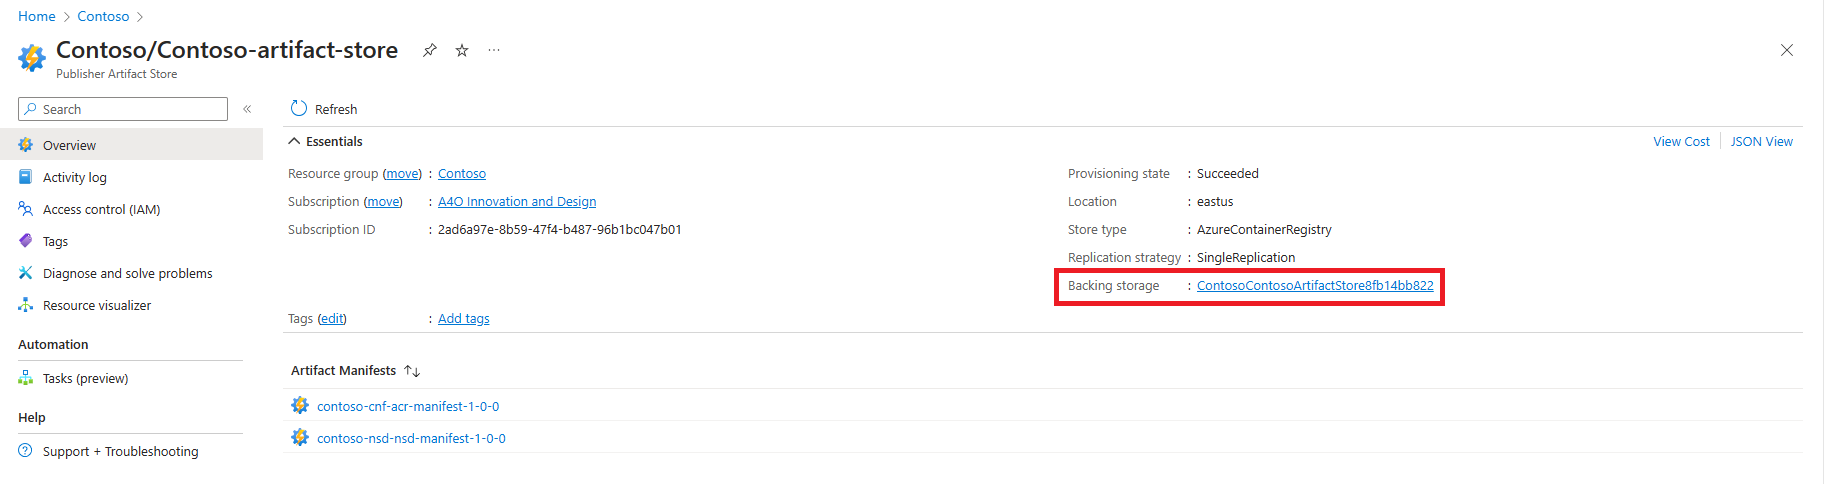 Home > Contoso >
Contoso/Contoso-artifact-store ...
Publisher Artifact Store
Search «
Overview
Activity log
Access control (IAM)
Tags
Diagnose and solve problems
Resource visualizer
Automation
Tasks (preview)
Help
Support + Troubleshooting
Refresh
Essentials
View Cost | JSON View
Resource group (move) : Contoso
Subscription (move) : A4O Innovation and Design
Subscription ID : 2ad6a97e-8b59-47f4-b487-96b1bc047b01
Provisioning state : Succeeded
Location : eastus
Store type : AzureContainerRegistry
Replication strategy : SingleReplication
Backing storage : ContosoContosoArtifactStore8fb14bb822
Tags (edit) : Add tags
Artifact Manifests ↑↓
contoso-cnf-acr-manifest-1-0-0
contoso-nsd-nsd-manifest-1-0-0